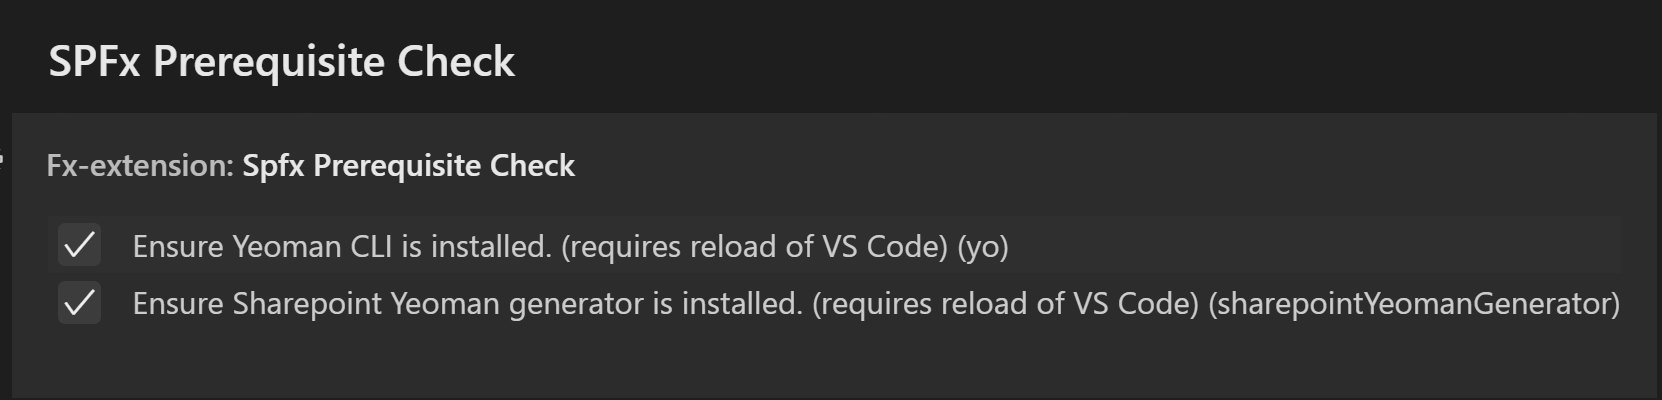 SPFx Prerequisite Check
Fx-extension: Spfx Prerequisite Check
Ensure Yeoman CLI is installed. (requires reload of VS Code) (yo)
Ensure Sharepoint Yeoman generator is installed. (requires reload of VS Code) (sharepointYeomanGenerator)